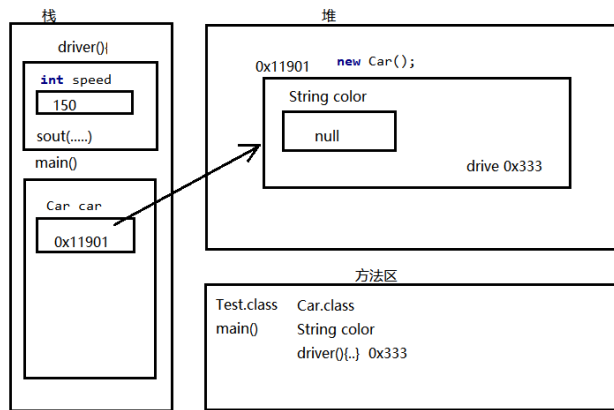 栈
driver(){
int speed
150
sout(.....)
main()
Car car
0x11901
堆
0x11901 new Car();
String color
null
drive 0x333
方法区
Test.class Car.class
main() String color
driver(){..} 0x333